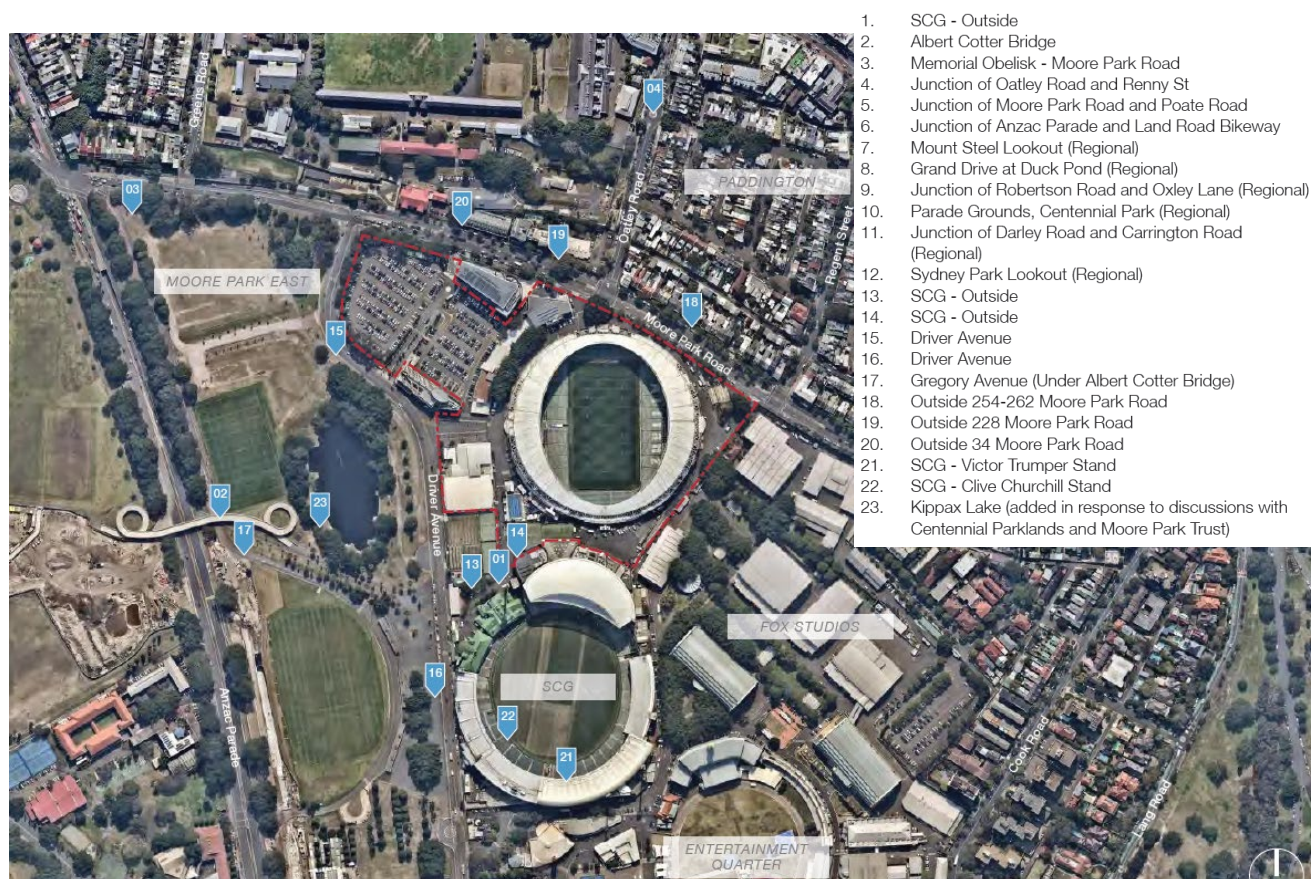 1. SCG - Outside
2. Albert Cotter Bridge
3. Memorial Obelisk - Moore Park Road
4. Junction of Oatley Road and Renny St
5. Junction of Moore Park Road and Poate Road
6. Junction of Anzac Parade and Land Road Bikeway
7. Mount Steel Lookout (Regional)
8. Grand Drive at Duck Pond (Regional)
9. Junction of Robertson Road and Oxley Lane (Regional)
10. Parade Grounds, Centennial Park (Regional)
11. Junction of Darley Road and Carrington Road
(Regional)
12. Sydney Park Lookout (Regional)
13. SCG - Outside
14. SCG - Outside
15. Driver Avenue
16. Driver Avenue
17. Gregory Avenue (Under Albert Cotter Bridge)
18. Outside 254-262 Moore Park Road
19. Outside 228 Moore Park Road
20. Outside 34 Moore Park Road
21. SCG - Victor Trumper Stand
22. SCG - Clive Churchill Stand
23. Kippax Lake (added in response to discussions with
Centennial Parklands and Moore Park Trust)
Greens Road
04
03
PADDINGTON
20
Oatley Road
19
Regent Street
MOORE PARK EAST
18
15
Moore Park Road
02
23
17
Driver Avenue
14
13
01
FOX STUDIOS
16
SCG
22
21
Anzac Parade
Cook Road
Lang Road
ENTERTAINMENT
QUARTER